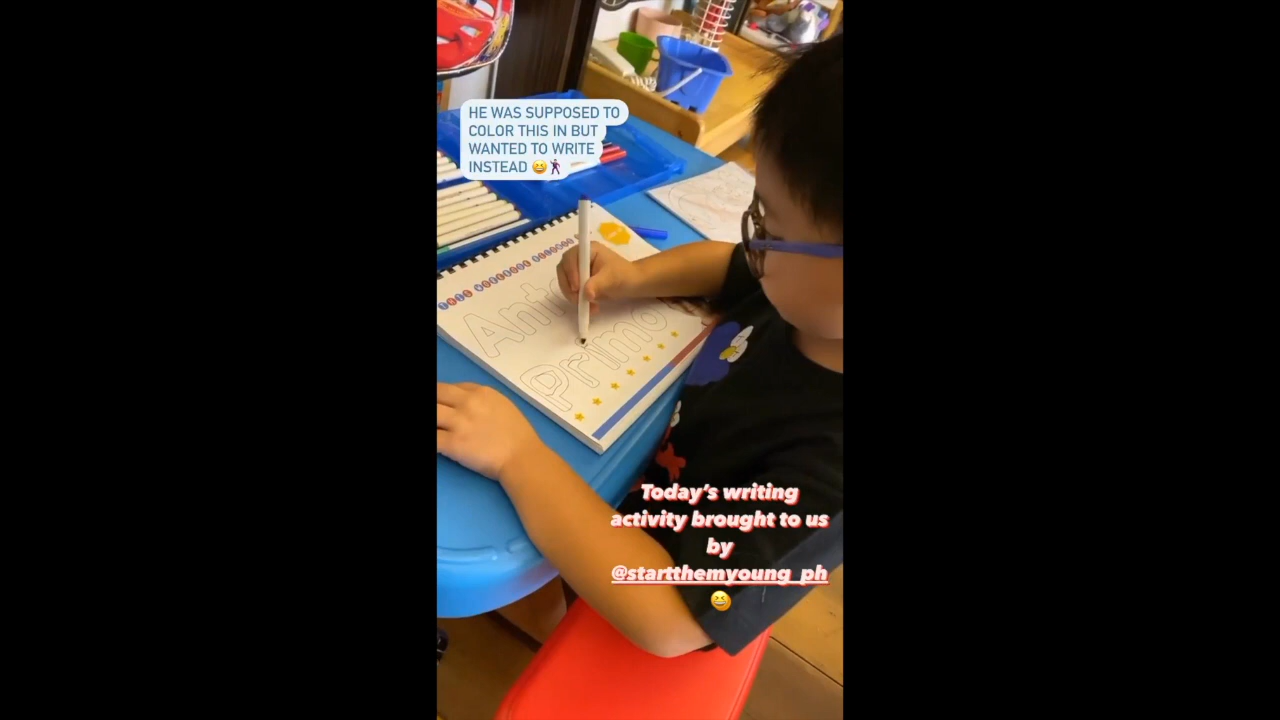 HE WAS SUPPOSED TO
COLOR THIS IN BUT
WANTED TO WRITE
INSTEAD 😆🕺
Primo
Today's writing
activity brought to us
by
@startthemyoung_ph
😆